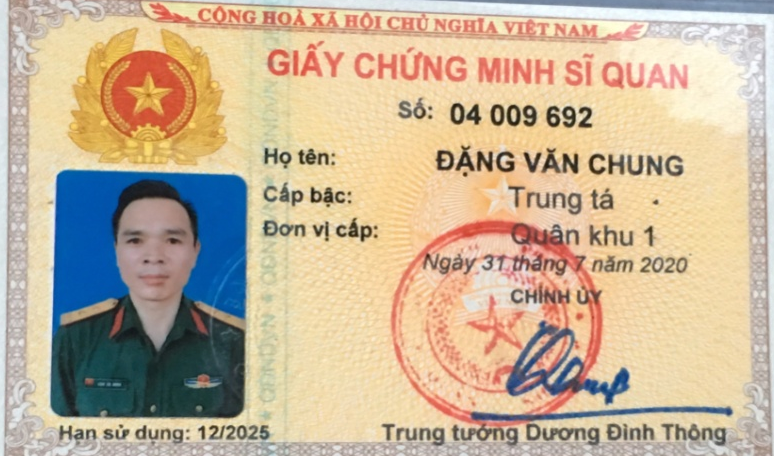 CỘNG HOÀ XÃ HỘI CHỦ NGHĨA VIỆT NAM
GIẤY CHỨNG MINH SĨ QUAN
Số: 04 009 692
Họ tên: ĐẶNG VĂN CHUNG
Cấp bậc: Trung tá
Đơn vị cấp: Quân khu 1
Ngày 31 tháng 7 năm 2020
CHÍNH ỦY
Hạn sử dụng: 12/2025
Trung tướng Dương Đình Thông